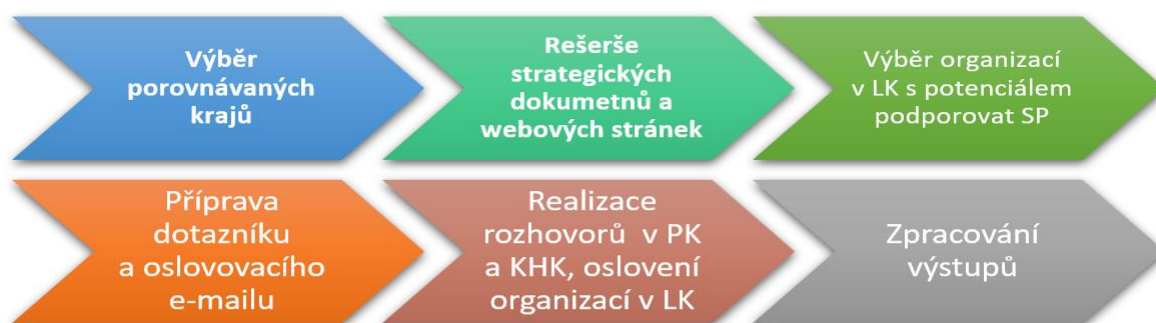 Výběr
porovnávaných
krajů
Rešerše
strategických
dokumetnů a
webových stránek
Výběr organizací
v LK s potenciálem
podporovat SP
Příprava
dotazníku
a oslovovacího
e-mailu
Realizace
rozhovorů v PK
a KHK, oslovení
organizací v LK
Zpracování
výstupů